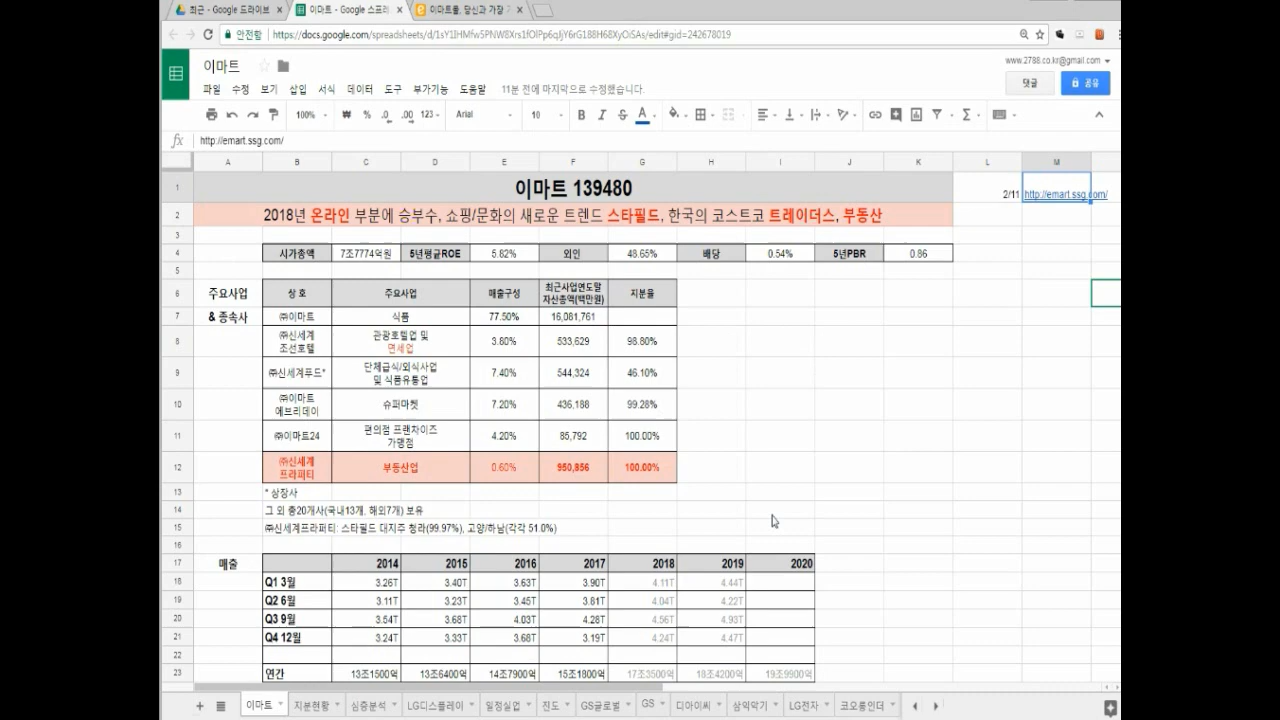 최근 - Google 드라이브
이마트 - Google 스프레
이마트몰, 당신과 가장
안전함 https://docs.google.com/spreadsheets/d/
edit#gid=242678019
이마트
www.2788.co.kr@gmail.com
파일 수정 보기 삽입 서식 데이터 도구 부가기능 도움말 11분 전에 마지막으로 수정했습니다.
댓글 공유
100% ₩ % .0 .00 123 Arial 10 B I S A
fx http://emart.ssg.com/
A B C D E F G H I J K L M
1 이마트 139480 2/11 http://emart.ssg.com/
2 2018년 온라인 부분에 승부수, 쇼핑/문화의 새로운 트렌드 스타필드, 한국의 코스트코 트레이더스, 부동산
3
4 시가총액 7조7774억원 5년평균ROE 5.82% 외인 48.65% 배당 0.54% 5년PBR 0.86
5
6 주요사업 상 호 주요사업 매출구성 최근사업연도말 자산총액(백만원) 지분율
7 & 종속사 ㈜이마트 식품 77.50% 16,081,761
8 ㈜신세계 조선호텔 관광호텔업 및 면세업 3.80% 533,629 98.80%
9 ㈜신세계푸드* 단체급식/외식사업 및 식품유통업 7.40% 544,324 46.10%
10 ㈜이마트 에브리데이 슈퍼마켓 7.20% 436,188 99.28%
11 ㈜이마트24 편의점 프랜차이즈 가맹점 4.20% 85,792 100.00%
12 ㈜신세계 프라퍼티 부동산업 0.60% 950,856 100.00%
13 * 상장사
14 그 외 총20개사(국내13개, 해외7개) 보유
15 ㈜신세계프라퍼티: 스타필드 대지주 청라(99.97%), 고양/하남(각각 51.0%)
16
17 매출 2014 2015 2016 2017 2018 2019 2020
18 Q1 3월 3.26T 3.40T 3.63T 3.90T 4.11T 4.44T
19 Q2 6월 3.11T 3.23T 3.45T 3.81T 4.04T 4.22T
20 Q3 9월 3.54T 3.68T 4.03T 4.28T 4.56T 4.93T
21 Q4 12월 3.24T 3.33T 3.68T 3.19T 4.24T 4.47T
22
23 연간 13조1500억 13조6400억 14조7900억 15조1800억 17조3500억 18조4200억 19조9900억
이마트 지분현황 심층분석 LG디스플레이 일정실업 진도 GS글로벌 GS 디아이씨 삼익악기 LG전자 코오롱인더